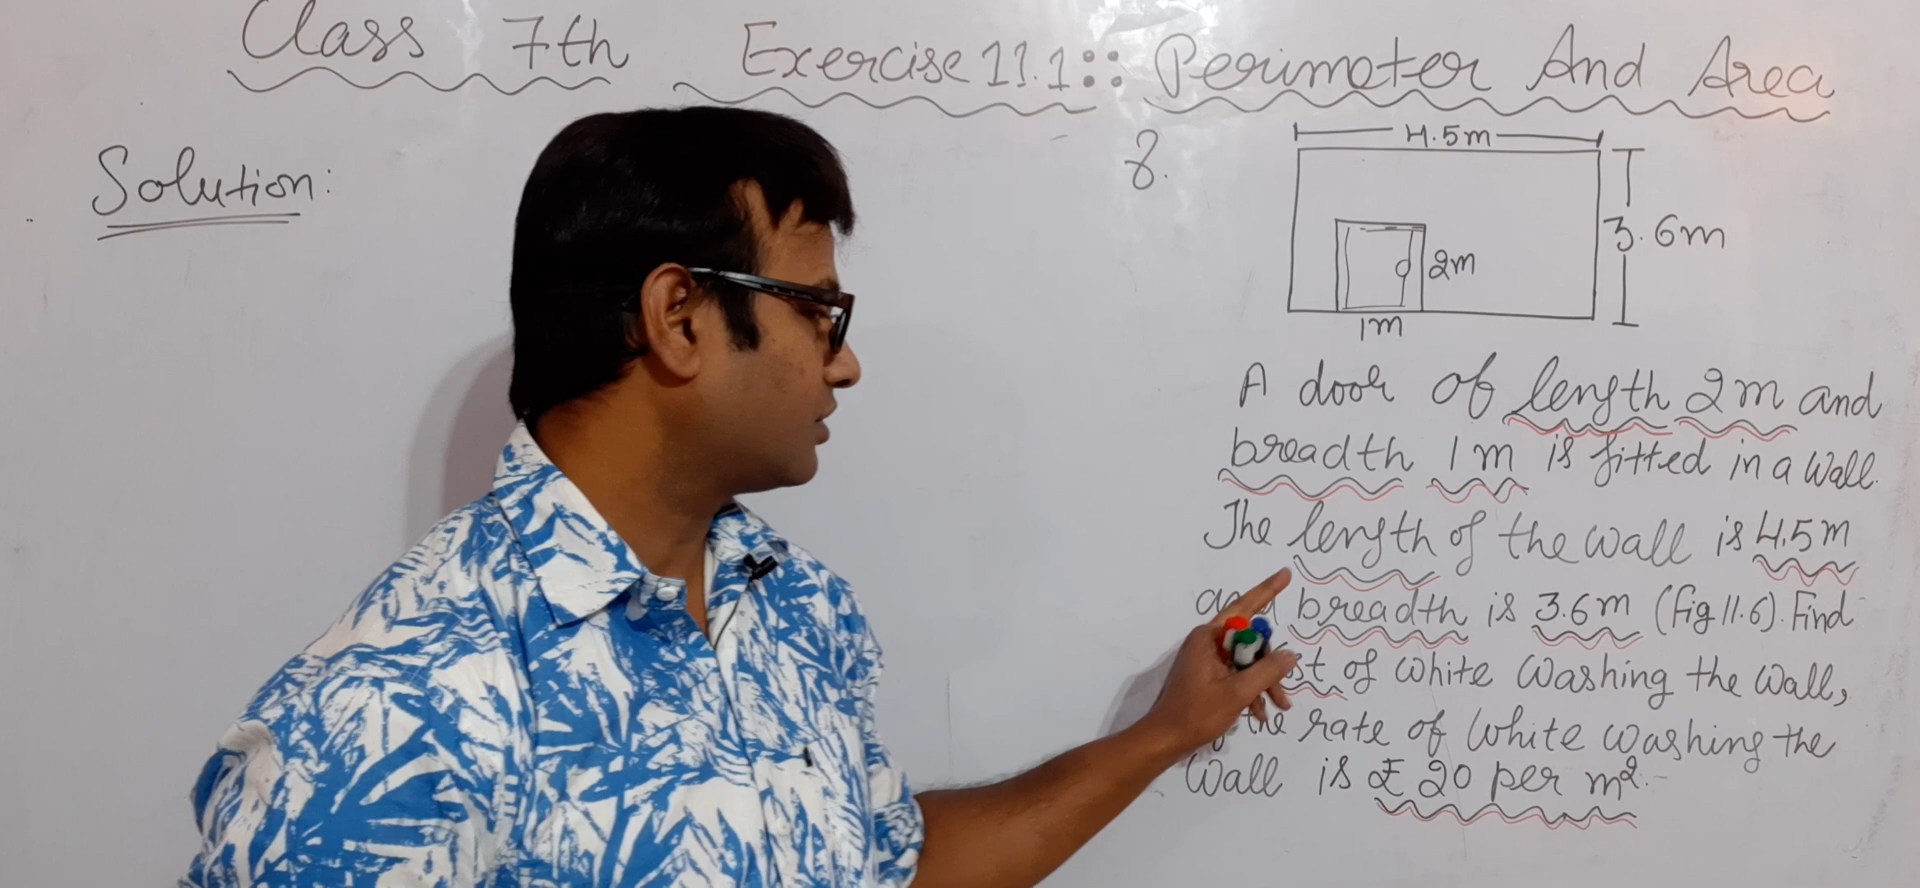 Class 7th Exercise 11.1 :: Perimeter And Area
Solution:
8.
4.5m
3.6m
2m
1m
A door of length 2m and
breadth 1m is fitted in a wall.
The length of the wall is 4.5m
and breadth is 3.6m (fig 11.6). Find
of white washing the wall,
the rate of white washing the
wall is ₹ 20 per m².